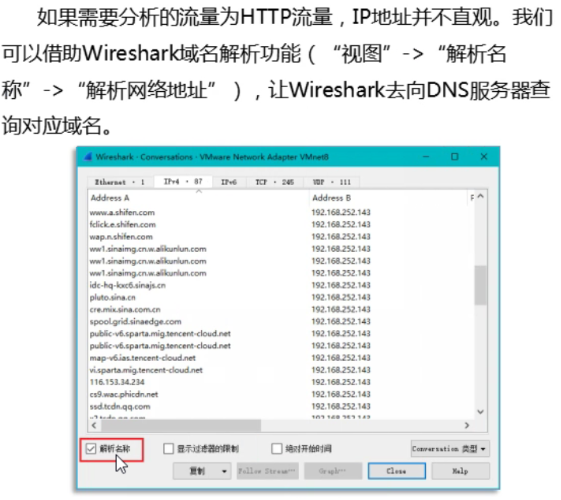 如果需要分析的流量为HTTP流量，IP地址并不直观。我们
可以借助Wireshark域名解析功能（“视图”->“解析名
称”->“解析网络地址”），让Wireshark去向DNS服务器查
询对应域名。
Wireshark · Conversations · VMware Network Adapter VMnet8
Ethernet · 1 IPv4 · 87 IPv6 TCP · 245 UDP · 111
Address A Address B
www.a.shifen.com 192.168.252.143
fclick.e.shifen.com 192.168.252.143
wap.n.shifen.com 192.168.252.143
ww1.sinaimg.cn.w.alikunlun.com 192.168.252.143
ww1.sinaimg.cn.w.alikunlun.com 192.168.252.143
ww1.sinaimg.cn.w.alikunlun.com 192.168.252.143
idc-hq-kxc6.sinajs.cn 192.168.252.143
pluto.sina.cn 192.168.252.143
cre.mix.sina.com.cn 192.168.252.143
spool.grid.sinaedge.com 192.168.252.143
public-v6.sparta.mig.tencent-cloud.net 192.168.252.143
public-v6.sparta.mig.tencent-cloud.net 192.168.252.143
map-v6.ias.tencent-cloud.net 192.168.252.143
vi.sparta.mig.tencent-cloud.net 192.168.252.143
116.153.34.234 192.168.252.143
cs9.wac.phicdn.net 192.168.252.143
ssd.tcdn.qq.com 192.168.252.143
v2.tcdn.qq.com 192.168.252.143
解析名称 显示过滤器的限制 绝对开始时间 Conversation 类型
复制 Follow Stream… Graph… Close Help